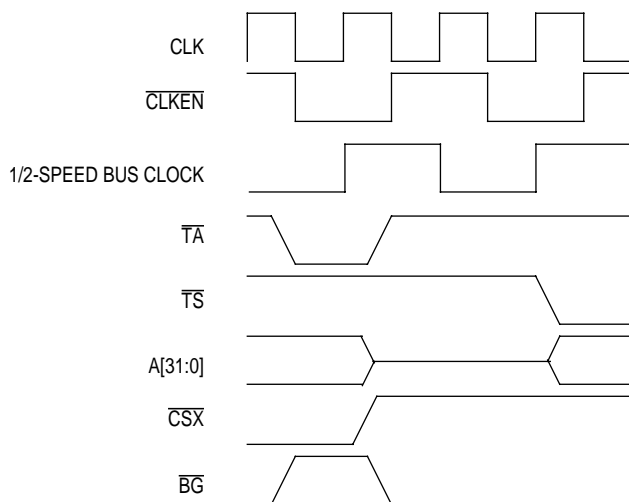 CLK
CLKEN
1/2-SPEED BUS CLOCK
TA
TS
A[31:0]
CSX
BG